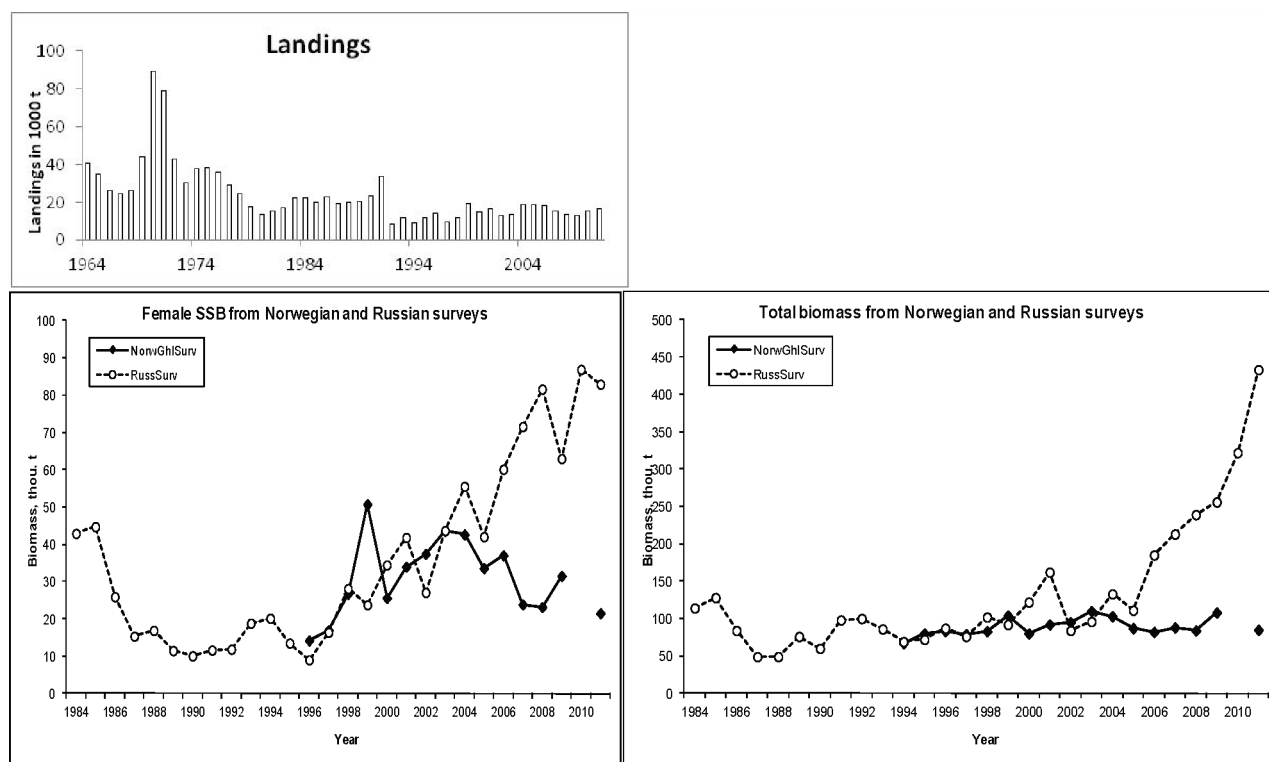 Landings
Landings in 1000 t
100
80
60
40
20
0
1964 1974 1984 1994 2004
Female SSB from Norwegian and Russian surveys
NorwGhlSurv
RussSurv
Biomass, thou. t
100
90
80
70
60
50
40
30
20
10
0
1984 1986 1988 1990 1992 1994 1996 1998 2000 2002 2004 2006 2008 2010
Year
Total biomass from Norwegian and Russian surveys
NorwGhlSurv
RussSurv
Biomass, thou. t
500
450
400
350
300
250
200
150
100
50
0
1984 1986 1988 1990 1992 1994 1996 1998 2000 2002 2004 2006 2008 2010
Year